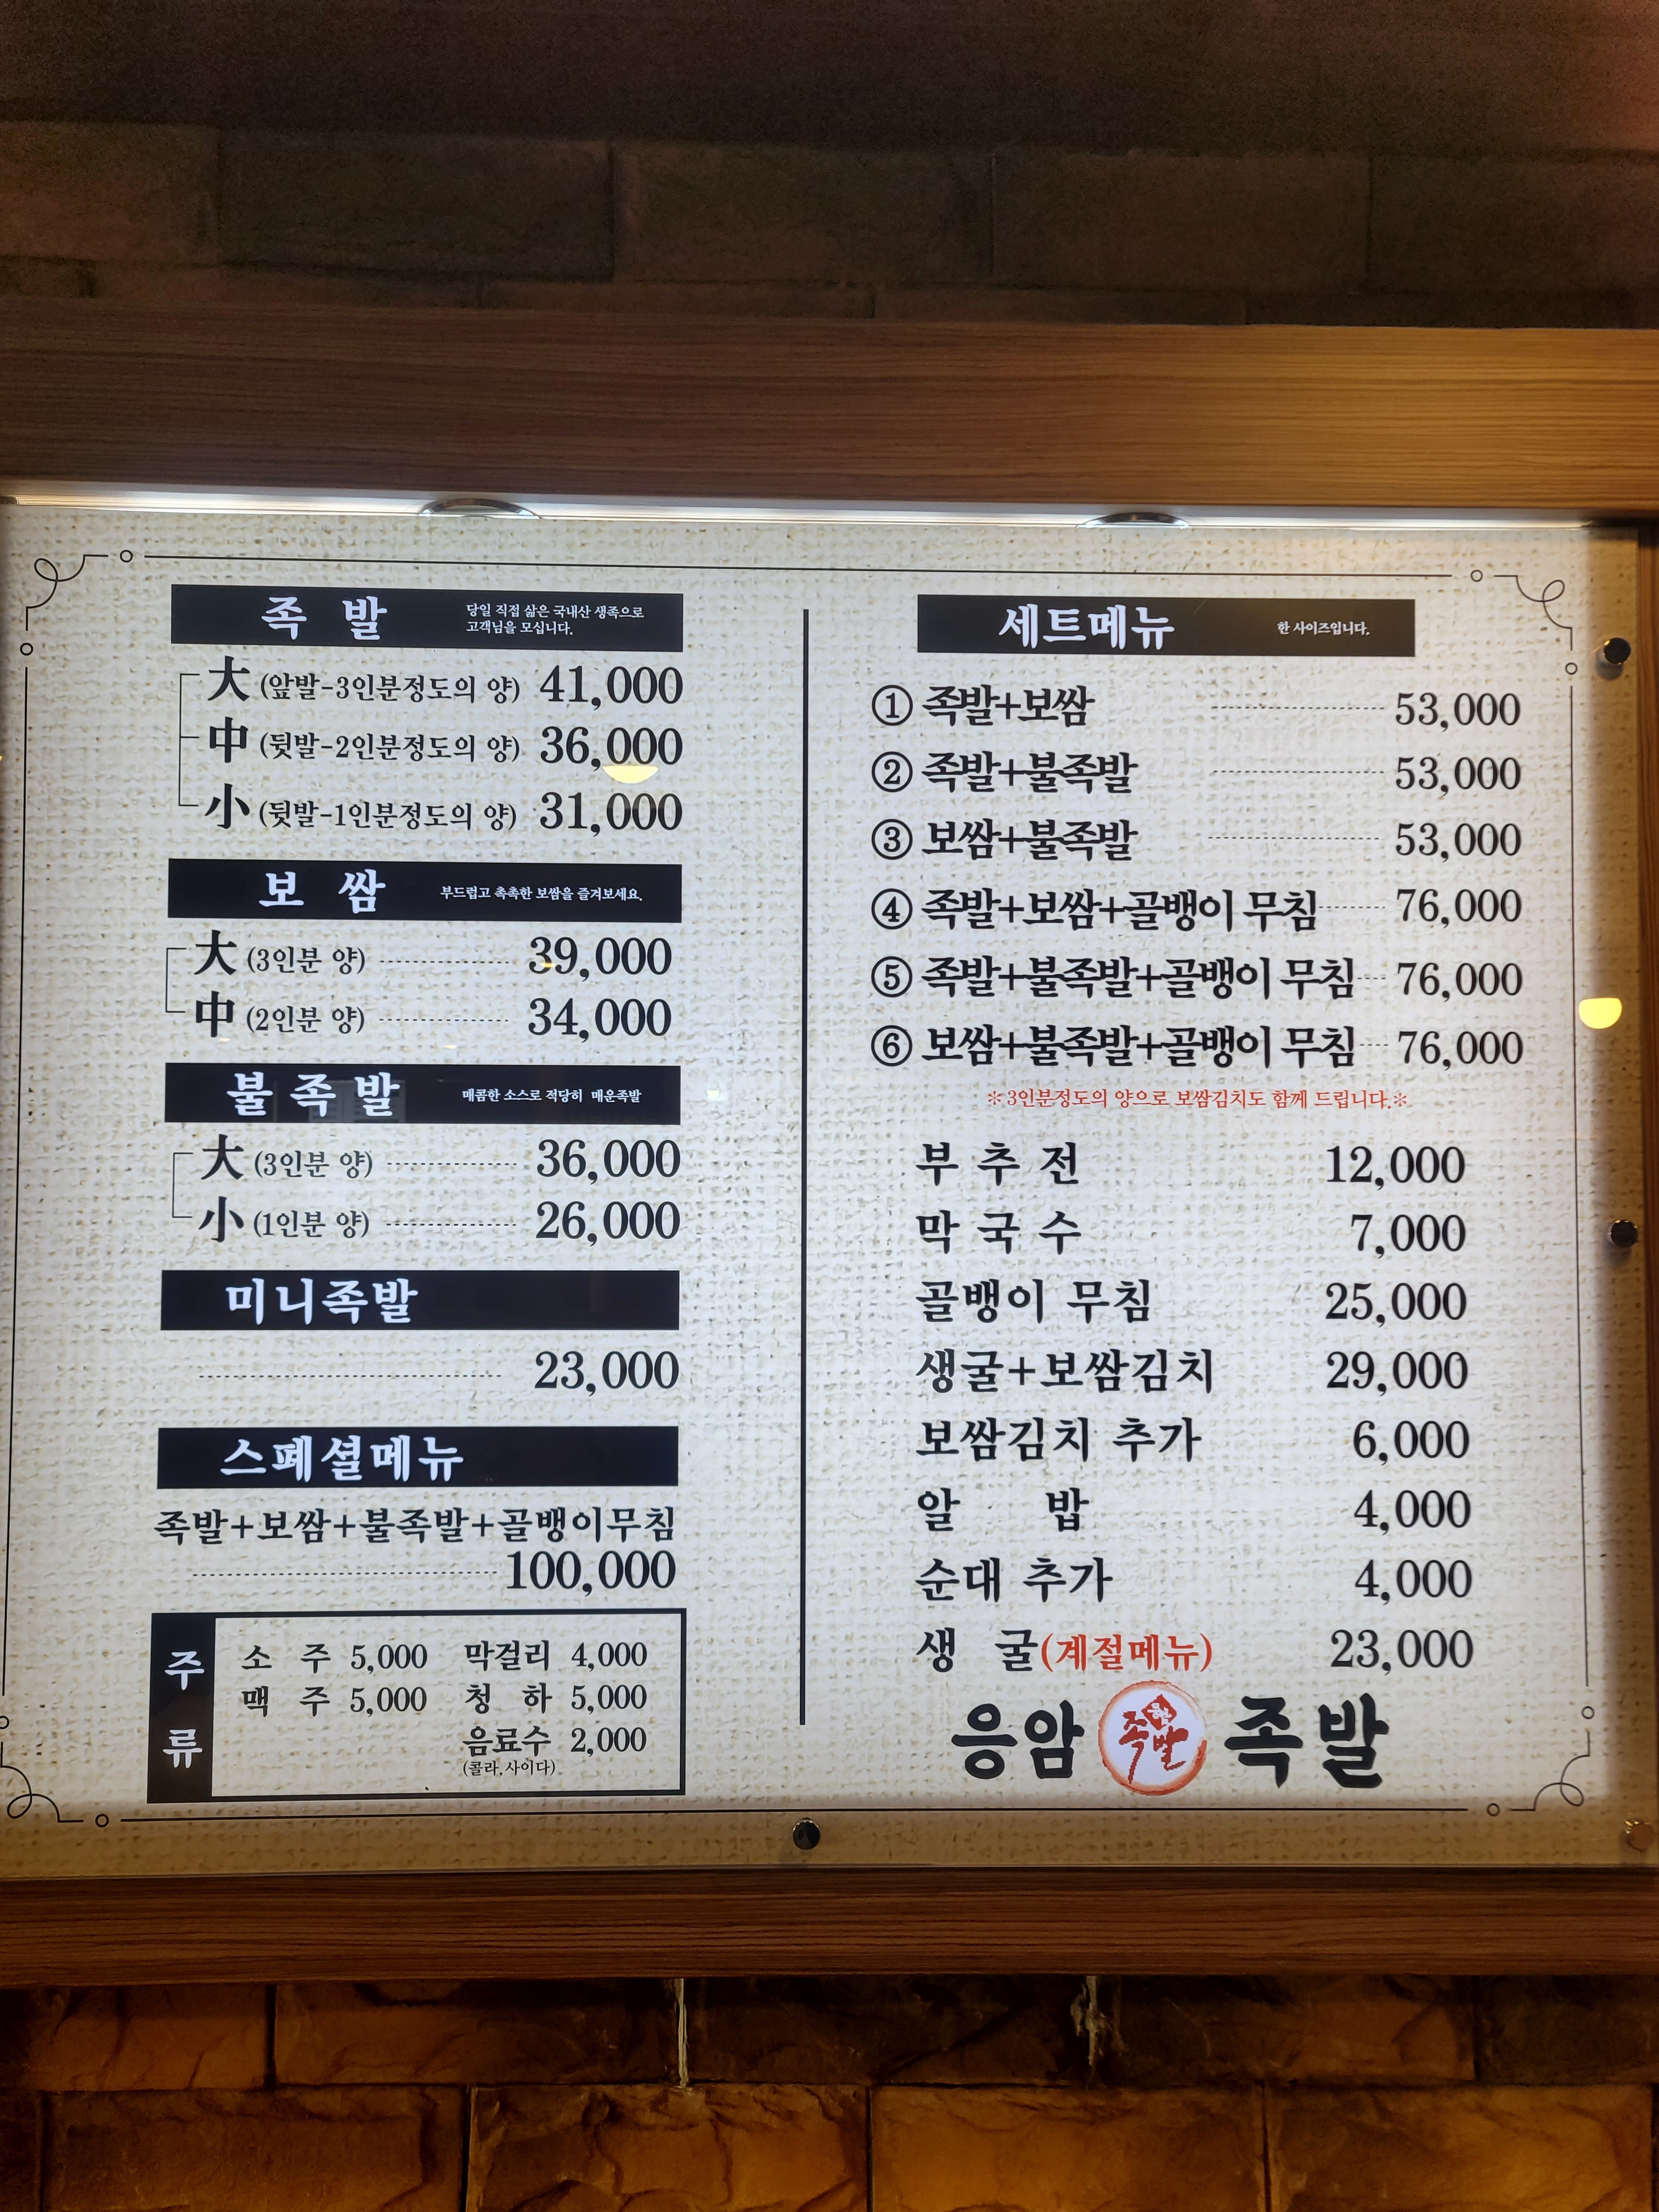 족 발 당일 직접 삶은 국내산 생족으로
고객님을 모십니다.
大 (앞발-3인분정도의 양) 41,000
中 (뒷발-2인분정도의 양) 36,000
小 (뒷발-1인분정도의 양) 31,000
보 쌈 부드럽고 촉촉한 보쌈을 즐겨보세요.
大 (3인분 양) 39,000
中 (2인분 양) 34,000
불 족 발 매콤한 소스로 적당히 매운족발
大 (3인분 양) 36,000
小 (1인분 양) 26,000
미니족발
23,000
스페셜메뉴
족발+보쌈+불족발+골뱅이무침
100,000
주 류
소 주 5,000 막걸리 4,000
맥 주 5,000 청 하 5,000
음료수 2,000
(콜라,사이다)
세트메뉴 한 사이즈입니다.
① 족발+보쌈 53,000
② 족발+불족발 53,000
③ 보쌈+불족발 53,000
④ 족발+보쌈+골뱅이 무침 76,000
⑤ 족발+불족발+골뱅이 무침 76,000
⑥ 보쌈+불족발+골뱅이 무침 76,000
※3인분정도의 양으로 보쌈김치도 함께 드립니다.※
부 추 전 12,000
막 국 수 7,000
골뱅이 무침 25,000
생굴+보쌈김치 29,000
보쌈김치 추가 6,000
알 밥 4,000
순대 추가 4,000
생 굴(계절메뉴) 23,000
응암 족발 족발